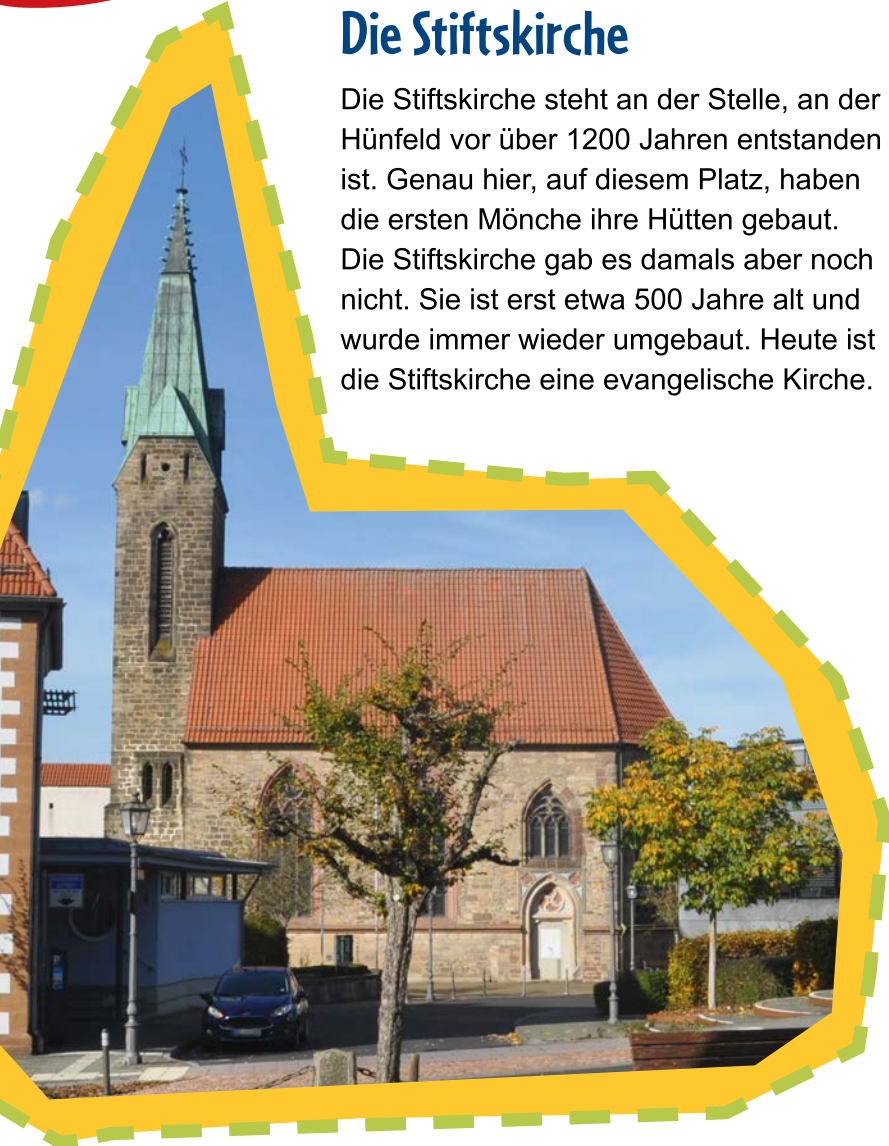 Die Stiftskirche
Die Stiftskirche steht an der Stelle, an der
Hünfeld vor über 1200 Jahren entstanden
ist. Genau hier, auf diesem Platz, haben
die ersten Mönche ihre Hütten gebaut.
Die Stiftskirche gab es damals aber noch
nicht. Sie ist erst etwa 500 Jahre alt und
wurde immer wieder umgebaut. Heute ist
die Stiftskirche eine evangelische Kirche.